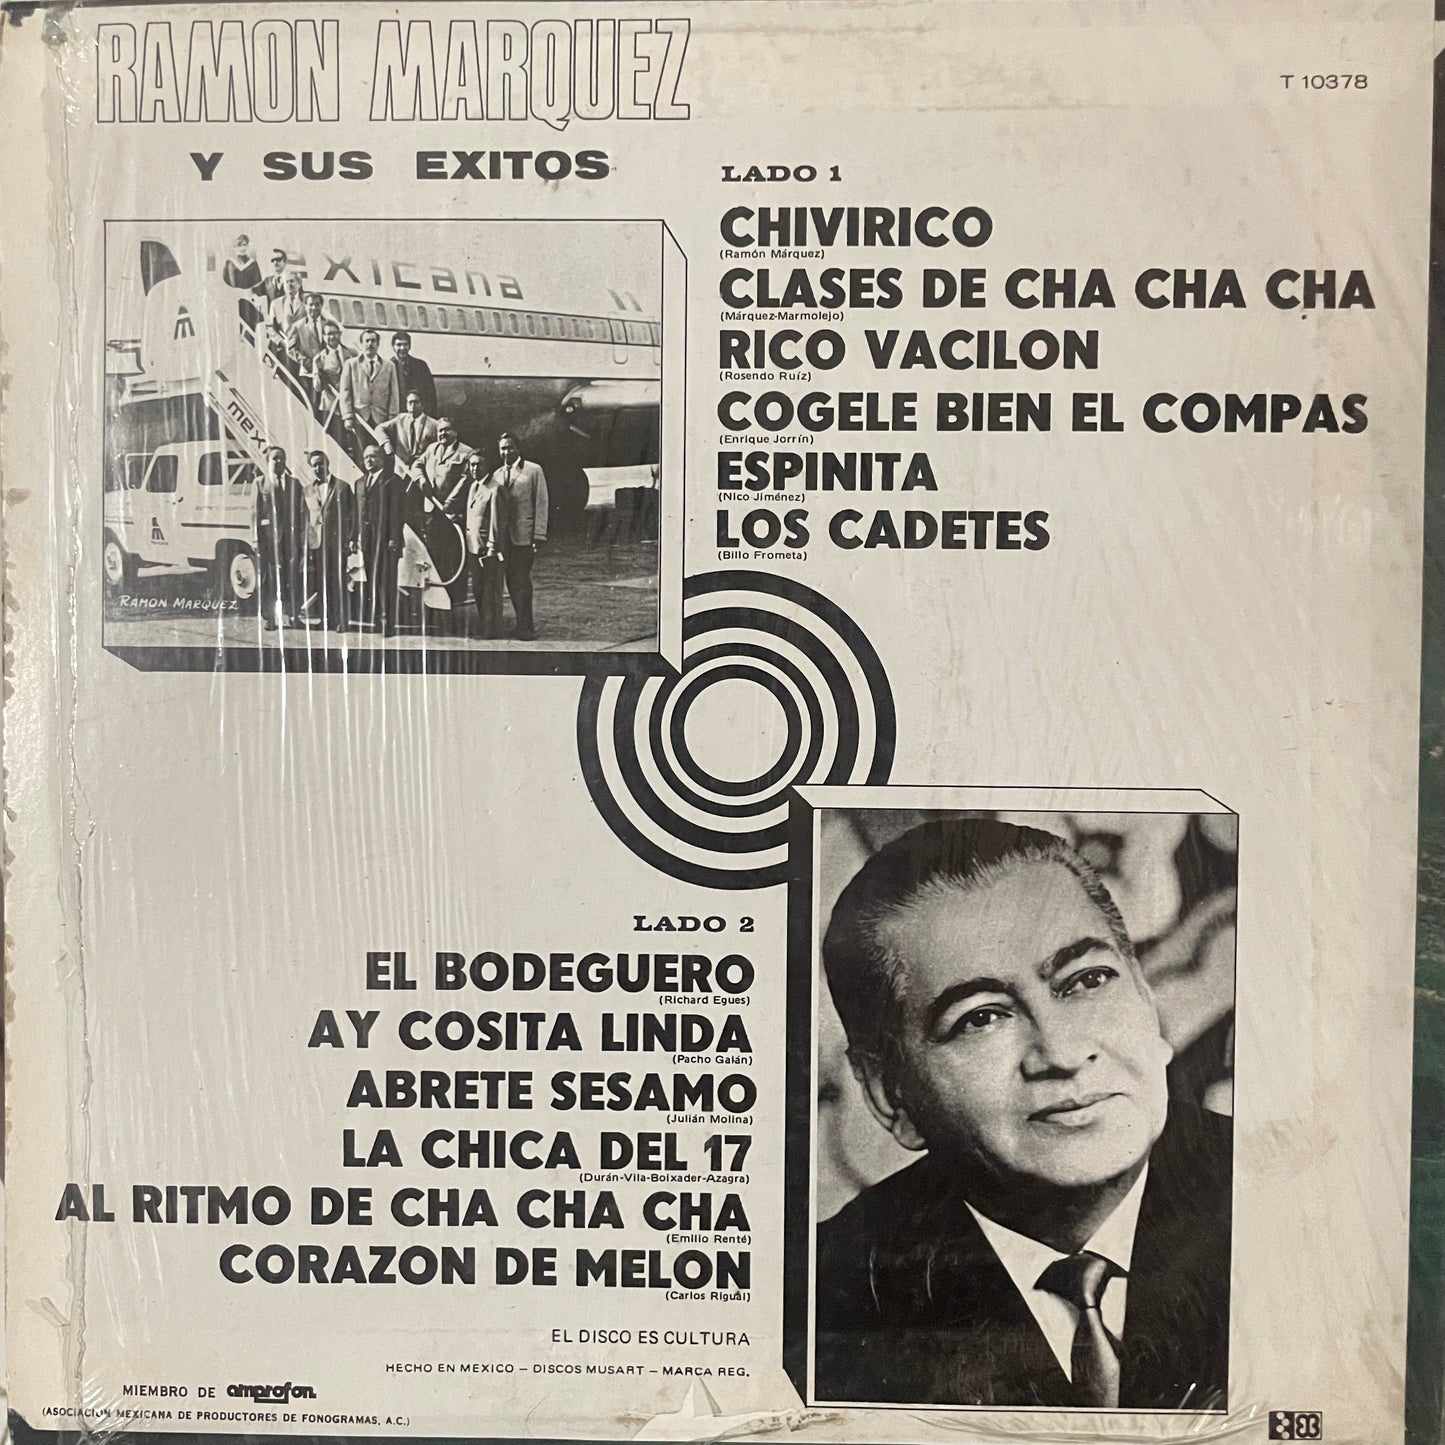 RAMON MARQUEZ
Y SUS EXITOS
T 10378
LADO 1
CHIVIRICO
(Ramón Márquez)
CLASES DE CHA CHA CHA
(Márquez-Marmolejo)
RICO VACILON
(Rosendo Ruíz)
COGELE BIEN EL COMPAS
(Enrique Jorrín)
ESPINITA
(Nico Jiménez)
LOS CADETES
(Billo Frometa)
mexicana
mexi
RAMON MARQUEZ
LADO 2
EL BODEGUERO
(Richard Egues)
AY COSITA LINDA
(Pacho Galán)
ABRETE SESAMO
(Julián Molina)
LA CHICA DEL 17
(Durán-Vila-Boixader-Azagra)
AL RITMO DE CHA CHA CHA
(Emilio Renté)
CORAZON DE MELON
(Carlos Rigual)
EL DISCO ES CULTURA
HECHO EN MEXICO — DISCOS MUSART — MARCA REG.
MIEMBRO DE amprofon
(ASOCIACION MEXICANA DE PRODUCTORES DE FONOGRAMAS, A.C.)